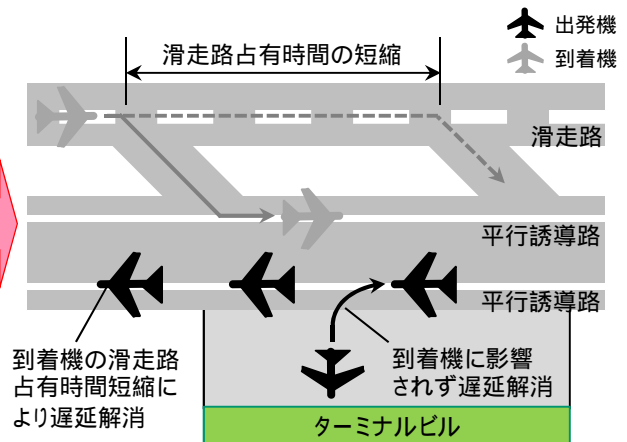 出発機
到着機
滑走路占有時間の短縮
滑走路
平行誘導路
平行誘導路
到着機の滑走路
占有時間短縮に
より遅延解消
到着機に影響
されず遅延解消
ターミナルビル